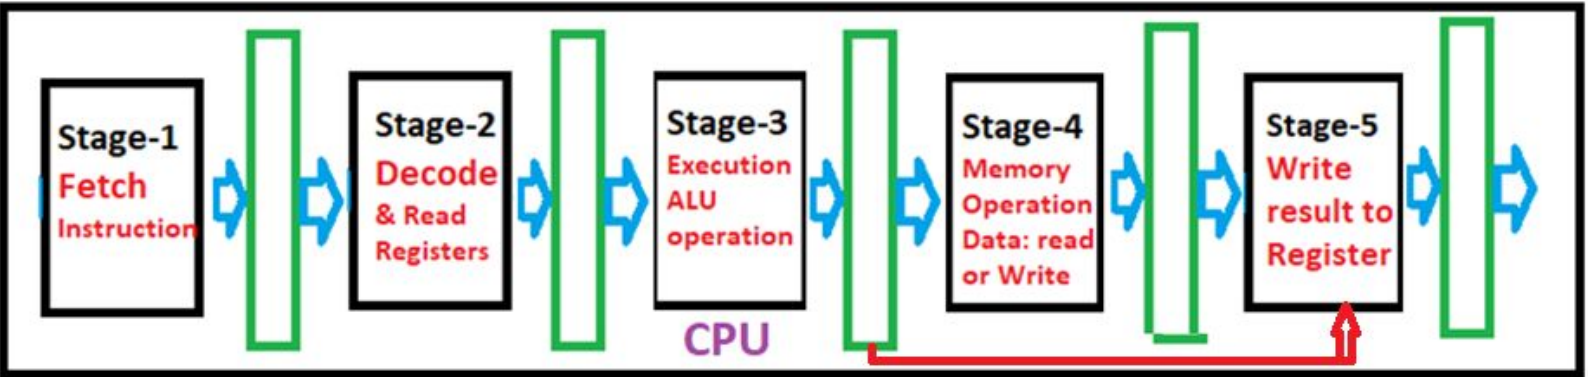 Stage-1
Fetch
Instruction
Stage-2
Decode
& Read
Registers
Stage-3
Execution
ALU
operation
CPU
Stage-4
Memory
Operation
Data: read
or Write
Stage-5
Write
result to
Register